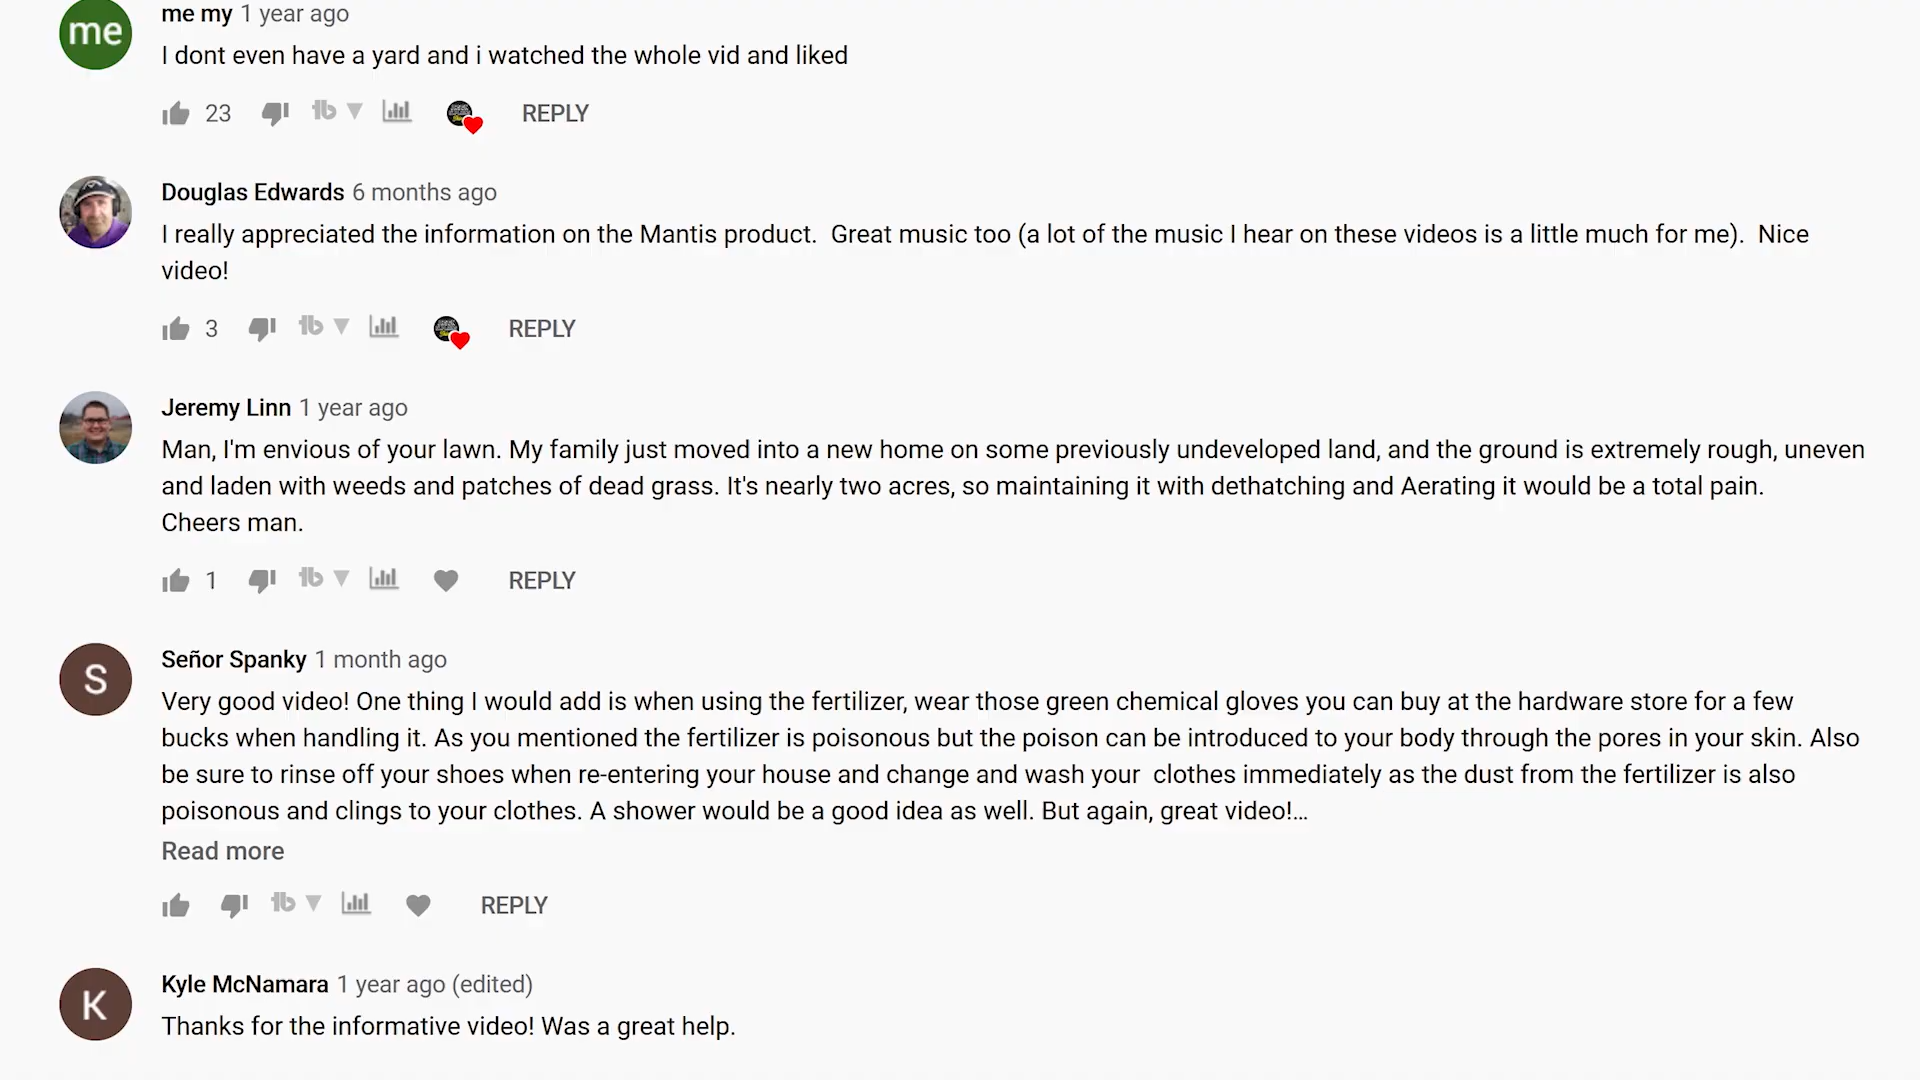 me
me my 1 year ago
I dont even have a yard and i watched the whole vid and liked
23 tb REPLY
Douglas Edwards 6 months ago
I really appreciated the information on the Mantis product.  Great music too (a lot of the music I hear on these videos is a little much for me).  Nice
video!
3 tb REPLY
Jeremy Linn 1 year ago
Man, I'm envious of your lawn. My family just moved into a new home on some previously undeveloped land, and the ground is extremely rough, uneven
and laden with weeds and patches of dead grass. It's nearly two acres, so maintaining it with dethatching and Aerating it would be a total pain.
Cheers man.
1 tb REPLY
S
Señor Spanky 1 month ago
Very good video! One thing I would add is when using the fertilizer, wear those green chemical gloves you can buy at the hardware store for a few
bucks when handling it. As you mentioned the fertilizer is poisonous but the poison can be introduced to your body through the pores in your skin. Also
be sure to rinse off your shoes when re-entering your house and change and wash your  clothes immediately as the dust from the fertilizer is also
poisonous and clings to your clothes. A shower would be a good idea as well. But again, great video!...
Read more
tb REPLY
K
Kyle McNamara 1 year ago (edited)
Thanks for the informative video! Was a great help.